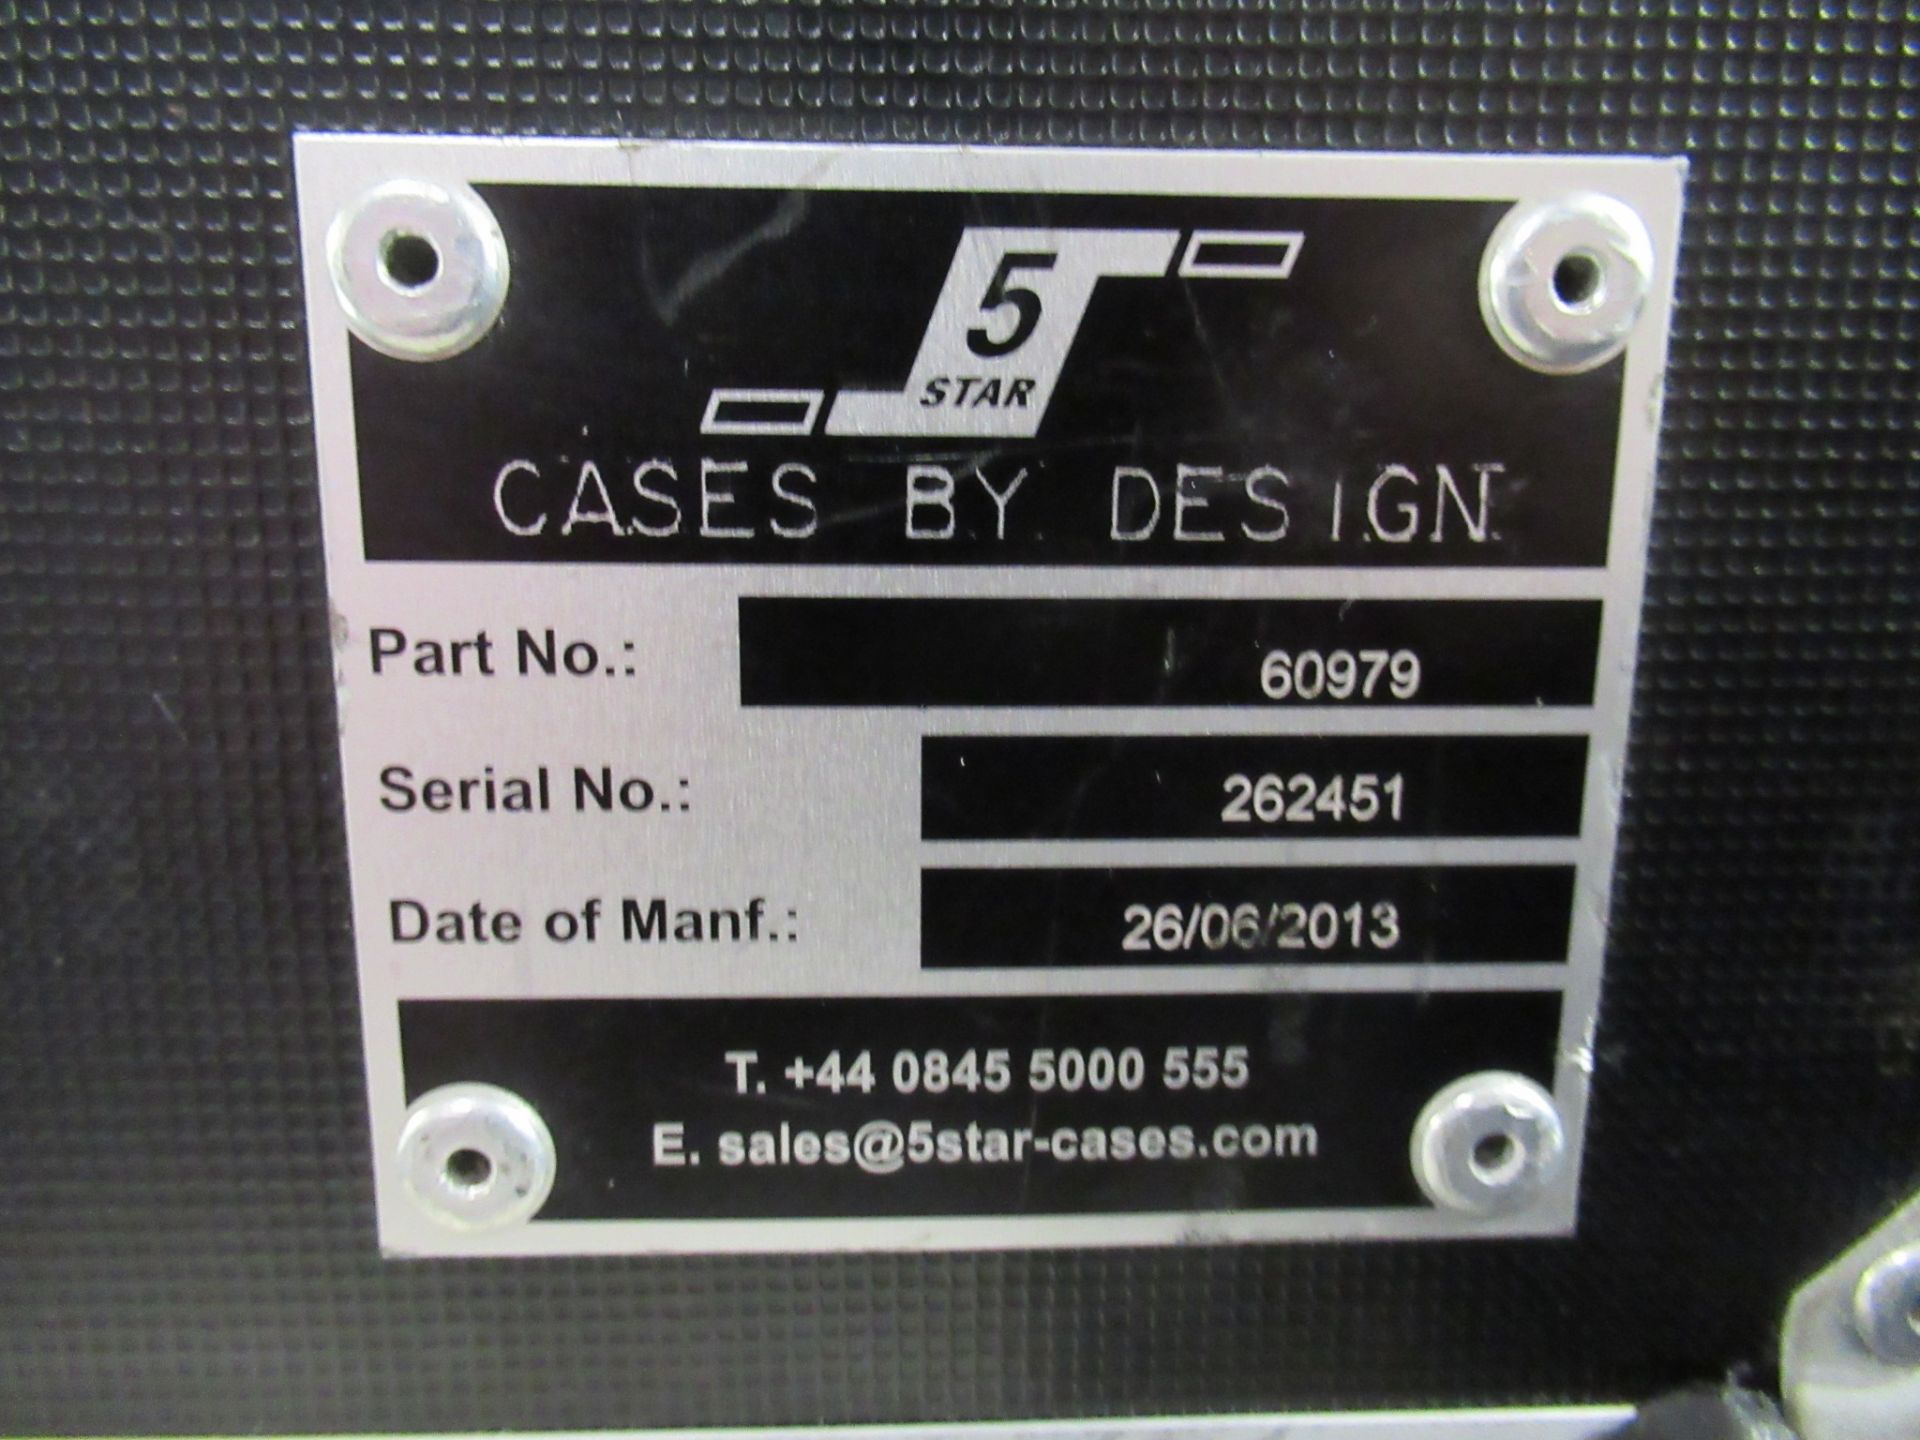 5
STAR
CASES BY DESIGN
Part No.: 60979
Serial No.: 262451
Date of Manf.: 26/06/2013
T. +44 0845 5000 555
E. sales@5star-cases.com